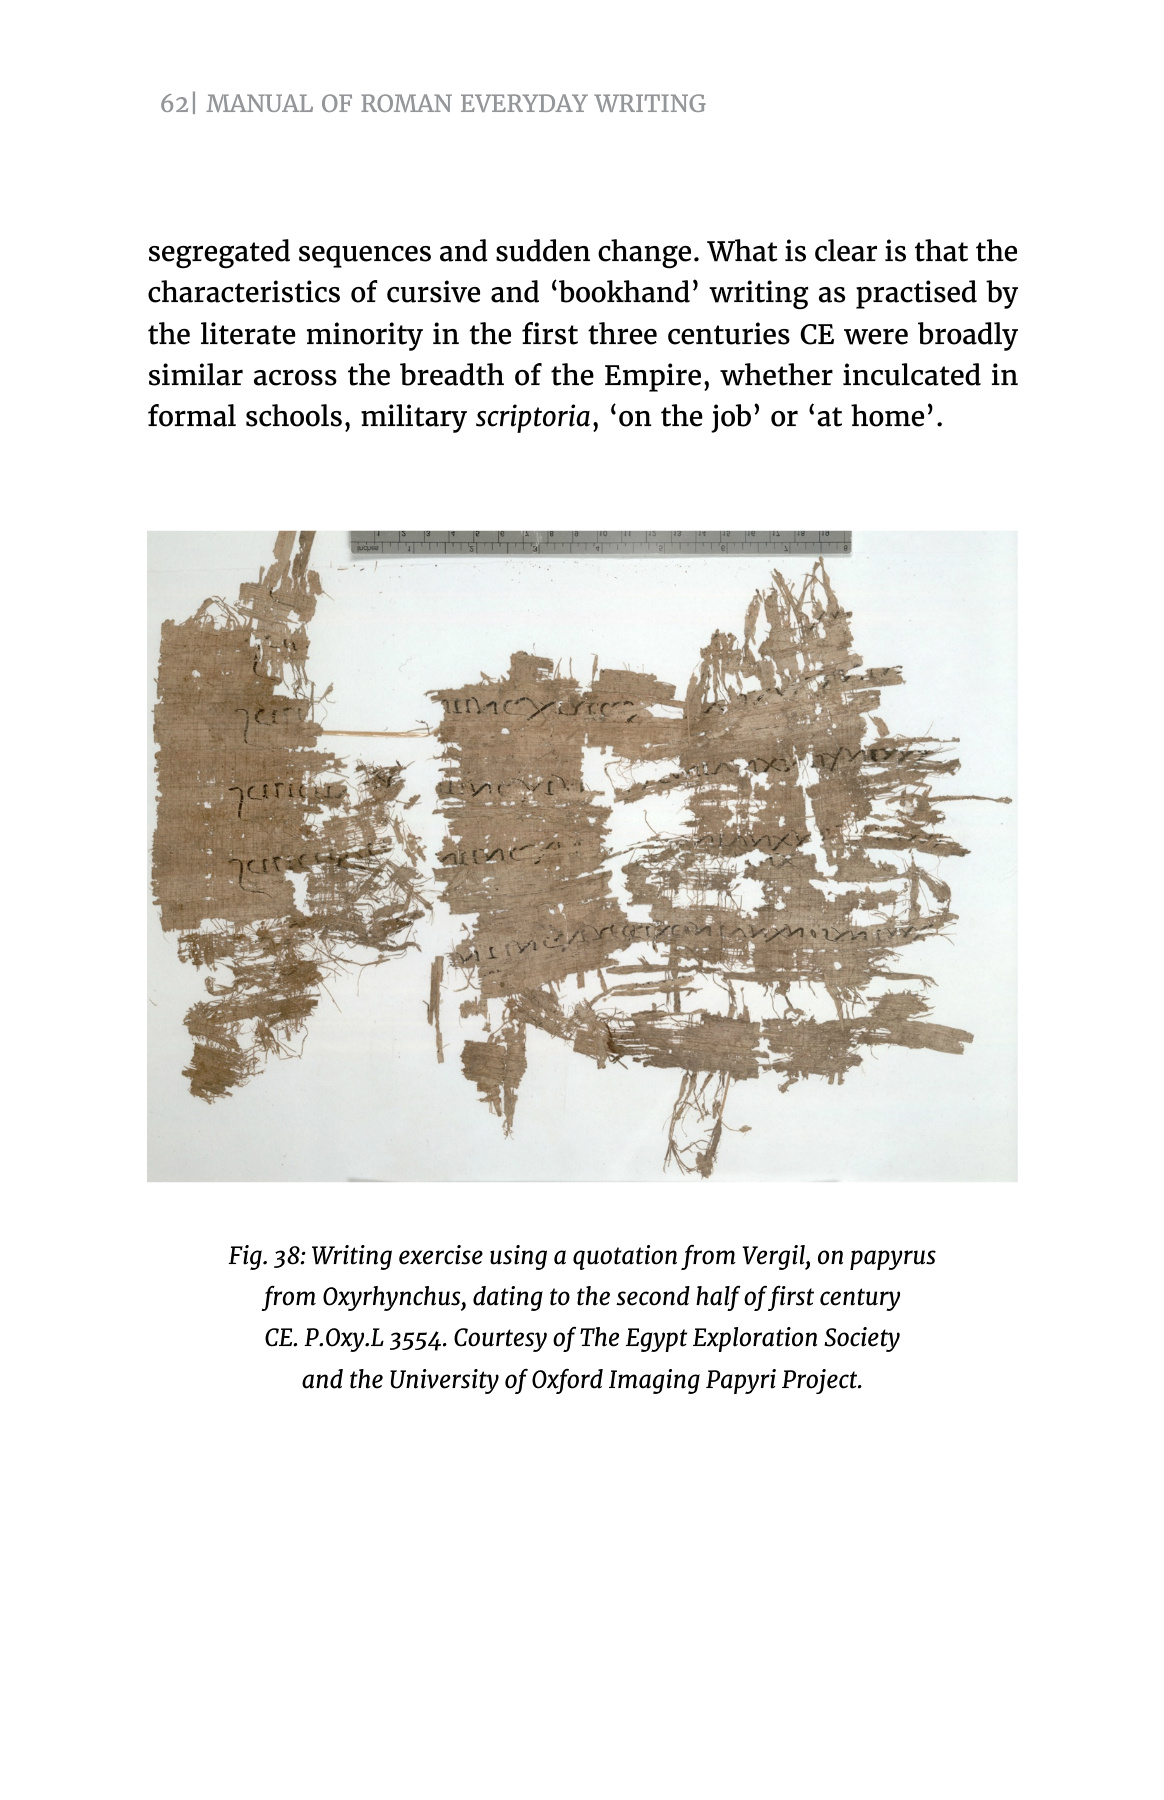 62| MANUAL OF ROMAN EVERYDAY WRITING
segregated sequences and sudden change. What is clear is that the
characteristics of cursive and ‘bookhand’ writing as practised by
the literate minority in the first three centuries CE were broadly
similar across the breadth of the Empire, whether inculcated in
formal schools, military scriptoria, ‘on the job’ or ‘at home’.
Fig. 38: Writing exercise using a quotation from Vergil, on papyrus
from Oxyrhynchus, dating to the second half of first century
CE. P.Oxy.L 3554. Courtesy of The Egypt Exploration Society
and the University of Oxford Imaging Papyri Project.